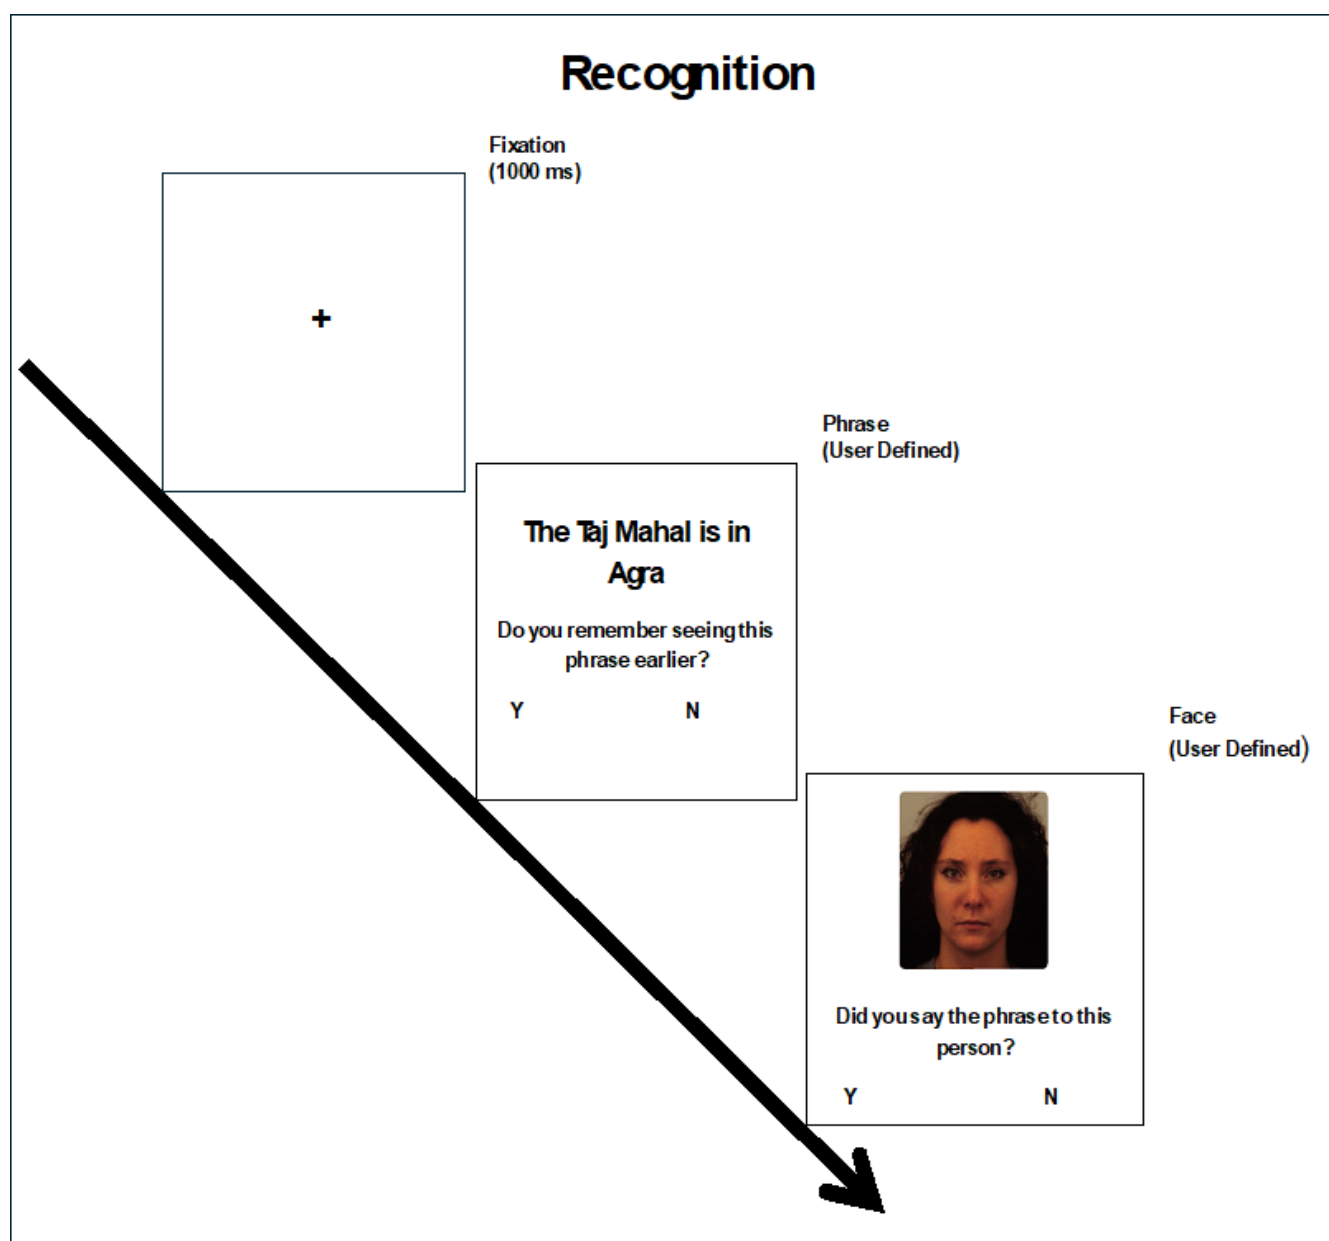 Recognition
Fixation
(1000 ms)
+
Phrase
(User Defined)
The Taj Mahal is in
Agra
Do you remember seeing this
phrase earlier?
Y N
Face
(User Defined)
Did you say the phrase to this
person?
Y N